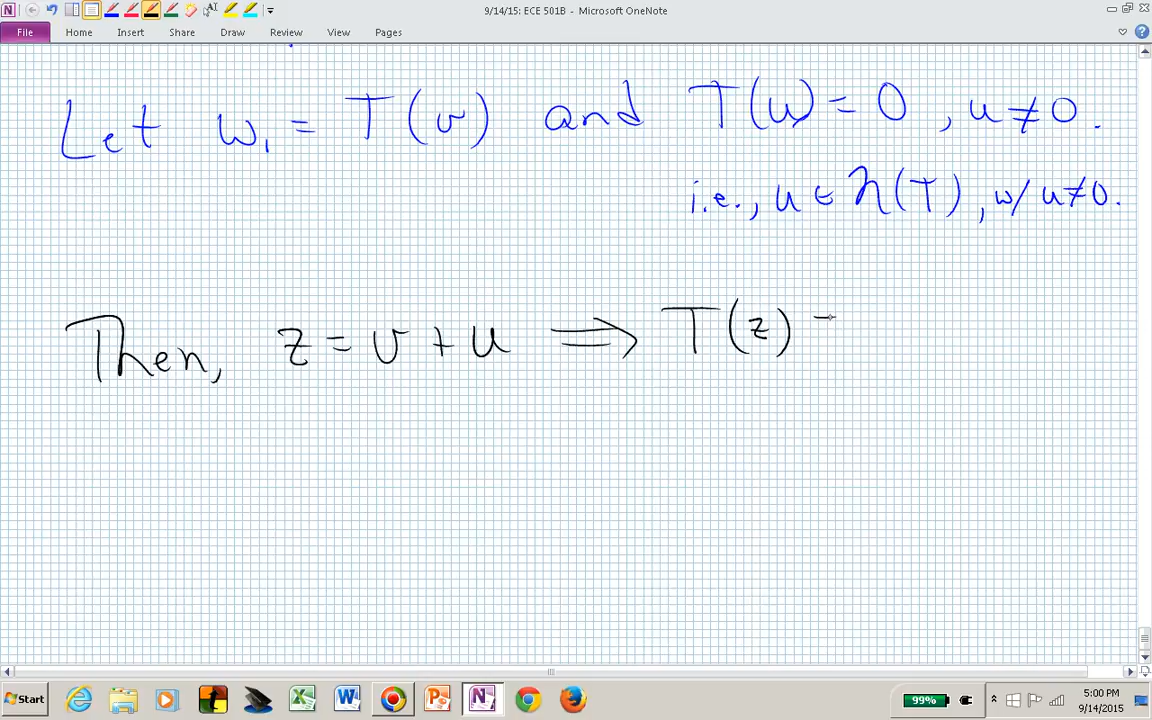 9/14/15: ECE 501B - Microsoft OneNote
File Home Insert Share Draw Review View Pages
Let w₁ = T(v) and T(u) = 0, u ≠ 0.
i.e., u ∈ N(T), w/ u ≠ 0.
Then, z = v + u ⟹ T(z) -
Start
99%
5:00 PM
9/14/2015